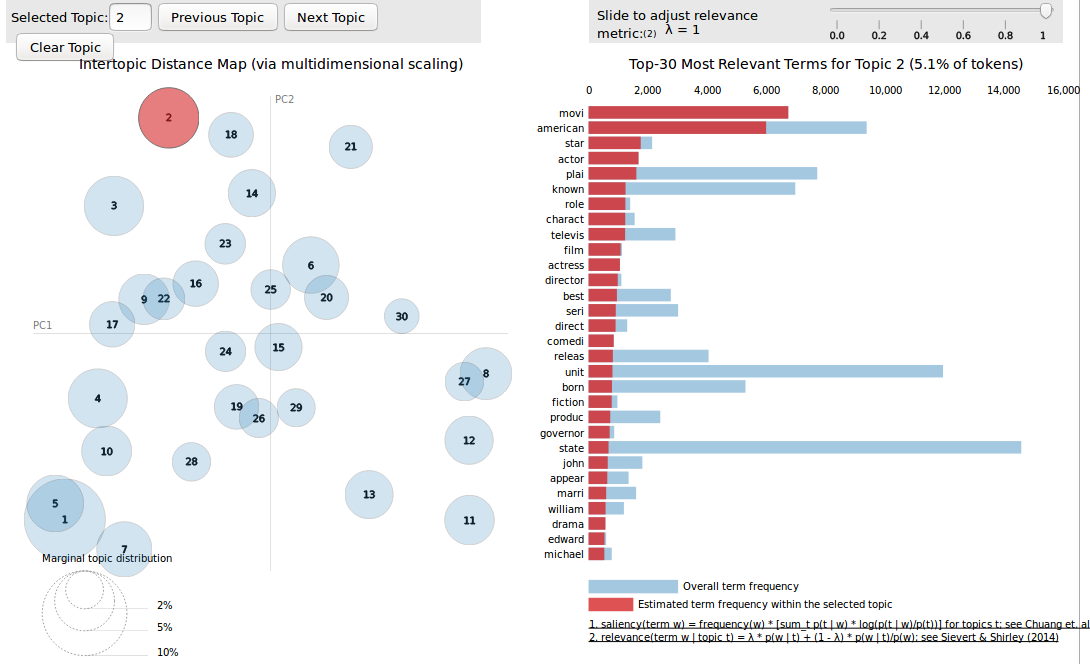 Selected Topic: 2 Previous Topic Next Topic
Clear Topic
Slide to adjust relevance
metric:(2) λ = 1
0.0 0.2 0.4 0.6 0.8 1
Intertopic Distance Map (via multidimensional scaling)
PC2
PC1
2
18
21
14
3
23
6
16
25
9
22
20
17
30
24
15
27
8
4
19
26
29
12
10
28
13
5
1
11
7
Marginal topic distribution
2%
5%
10%
Top-30 Most Relevant Terms for Topic 2 (5.1% of tokens)
0 2,000 4,000 6,000 8,000 10,000 12,000 14,000 16,000
movi
american
star
actor
plai
known
role
charact
televis
film
actress
director
best
seri
direct
comedi
releas
unit
born
fiction
produc
governor
state
john
appear
marri
william
drama
edward
michael
Overall term frequency
Estimated term frequency within the selected topic
1. saliency(term w) = frequency(w) * [sum_t p(t | w) * log(p(t | w)/p(t))] for topics t; see Chuang et. al
2. relevance(term w | topic t) = λ * p(w | t) + (1 - λ) * p(w | t)/p(w); see Sievert & Shirley (2014)